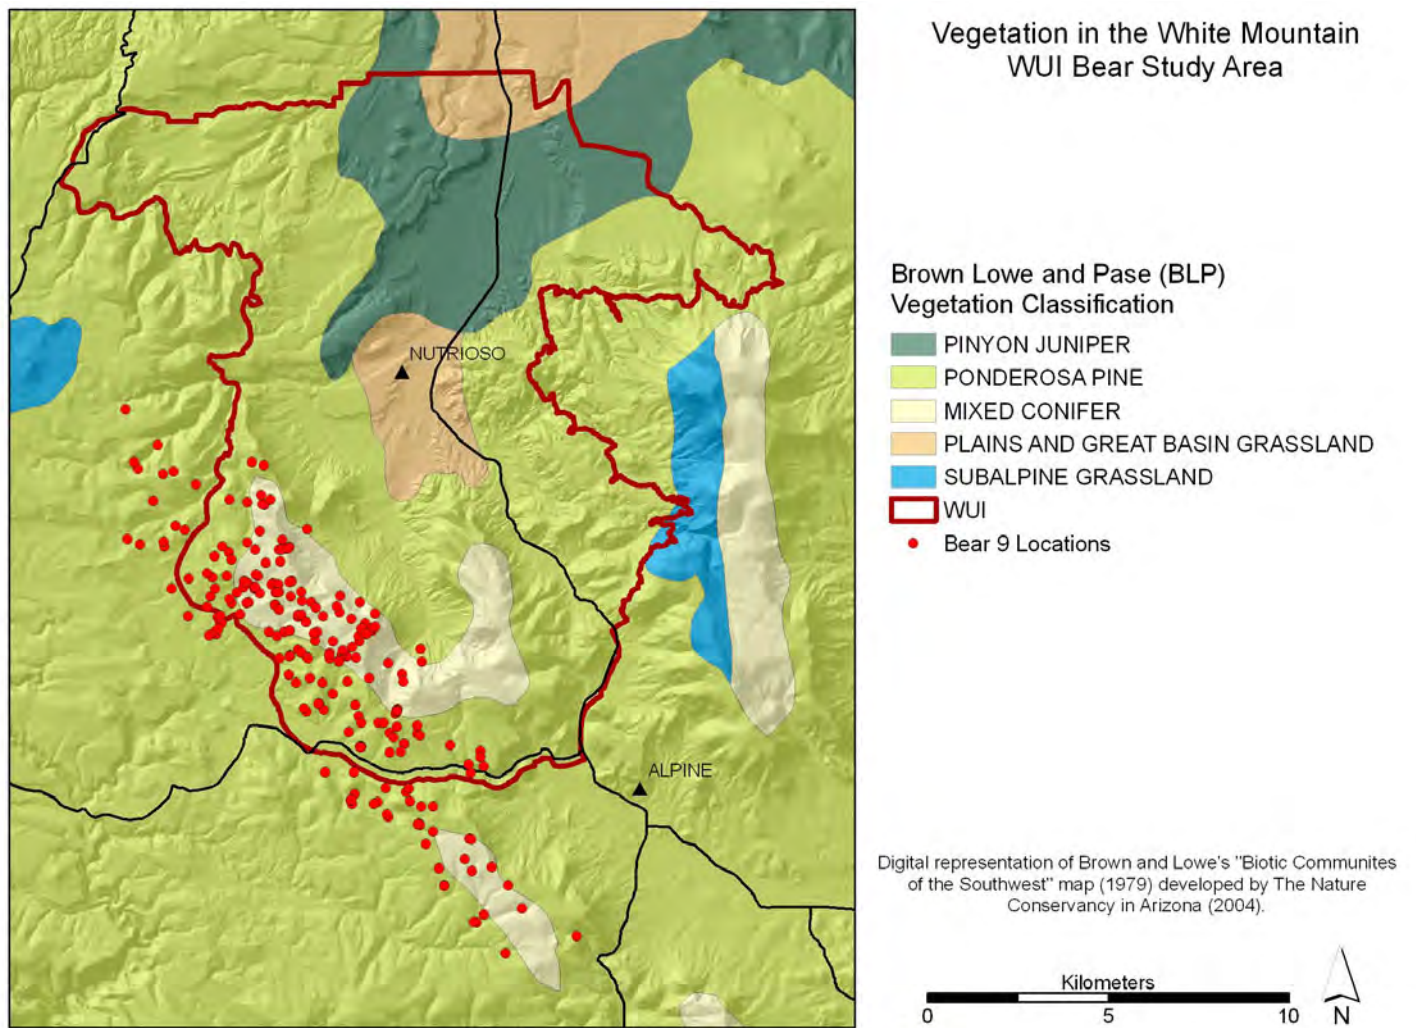 Vegetation in the White Mountain
WUI Bear Study Area
NUTRIOSO
ALPINE
Brown Lowe and Pase (BLP)
Vegetation Classification
PINYON JUNIPER
PONDEROSA PINE
MIXED CONIFER
PLAINS AND GREAT BASIN GRASSLAND
SUBALPINE GRASSLAND
WUI
Bear 9 Locations
Digital representation of Brown and Lowe's "Biotic Communites
of the Southwest" map (1979) developed by The Nature
Conservancy in Arizona (2004).
Kilometers
0 5 10
N